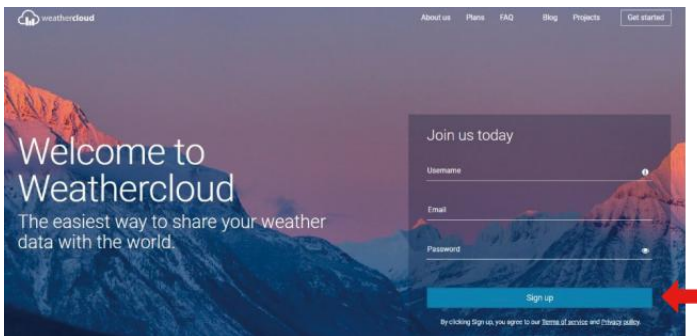 weathercloud
About us Plans FAQ Blog Projects Get started
Welcome to
Weathercloud
The easiest way to share your weather
data with the world.
Join us today
Username
Email
Password
Sign up
By clicking Sign up, you agree to our Terms of service and Privacy policy.